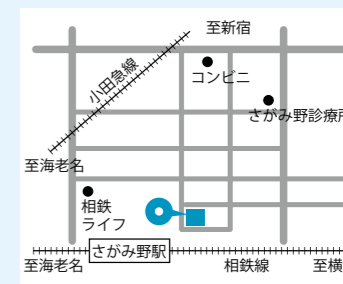 至新宿
小田急線
コンビニ
さがみ野診療所
至海老名
相鉄
ライフ
さがみ野駅
至海老名
相鉄線
至横